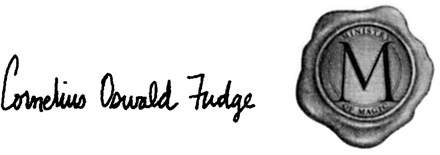 Cornelius Oswald Fudge
MINISTRY
M
OF MAGIC